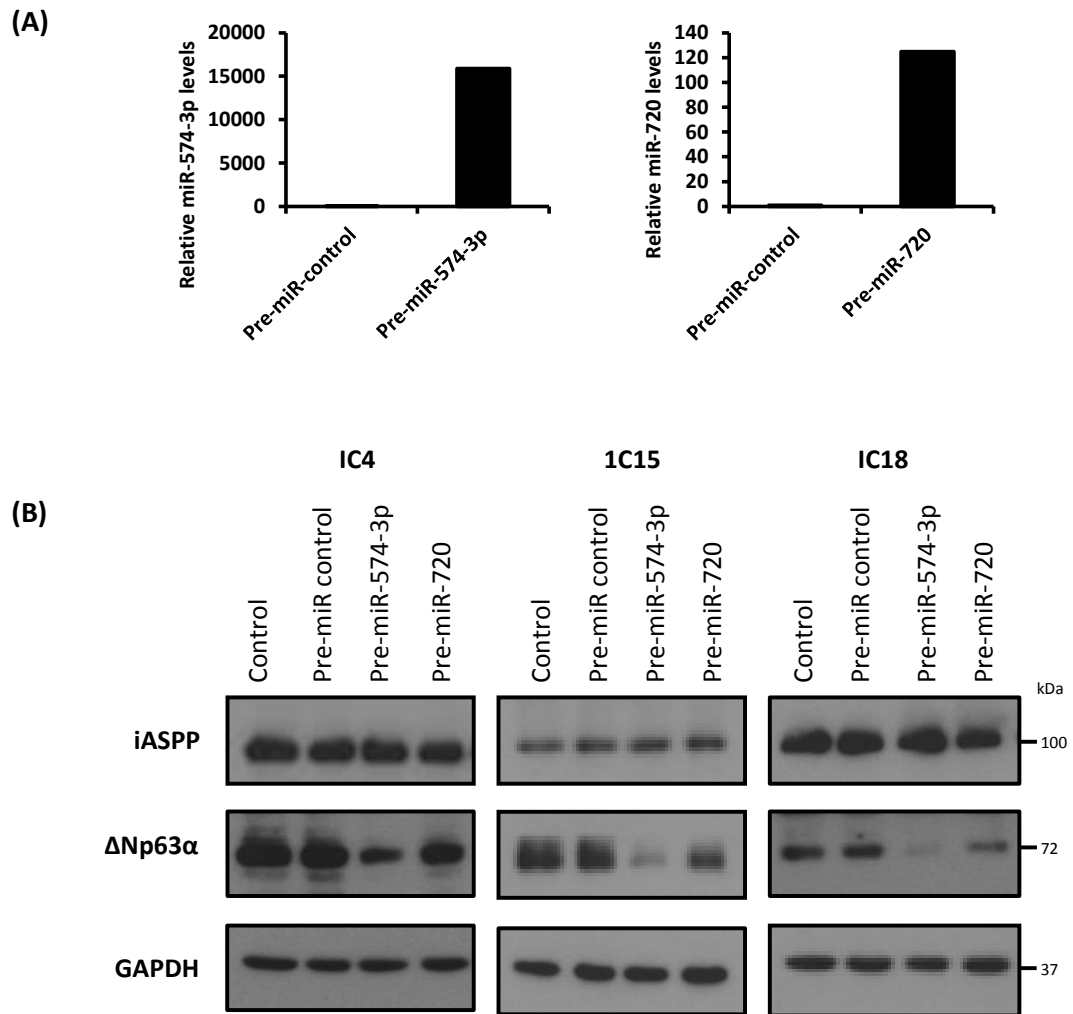 (A)
Relative miR-574-3p levels
20000
15000
10000
5000
0
Pre-miR-control
Pre-miR-574-3p
Relative miR-720 levels
140
120
100
80
60
40
20
0
Pre-miR-control
Pre-miR-720
(B)
IC4
1C15
IC18
Control
Pre-miR control
Pre-miR-574-3p
Pre-miR-720
Control
Pre-miR control
Pre-miR-574-3p
Pre-miR-720
Control
Pre-miR control
Pre-miR-574-3p
Pre-miR-720
kDa
iASPP
100
ΔNp63α
72
GAPDH
37